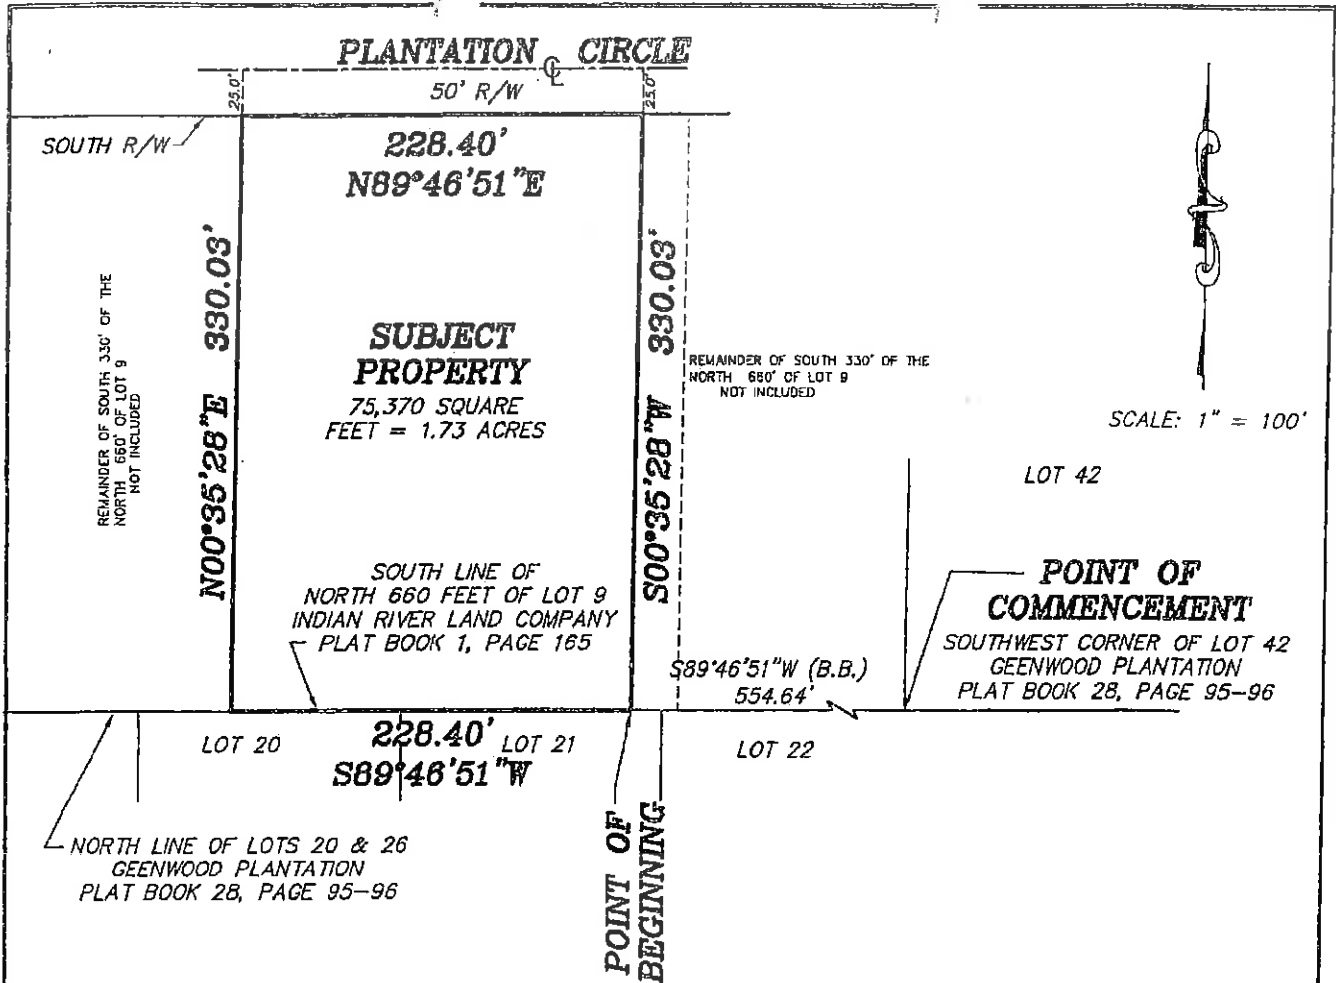 PLANTATION CIRCLE
25.0'
50' R/W
25.0'
SOUTH R/W
228.40'
N89°46'51"E
N00°35'28"E 330.03'
S00°35'28"W 330.03'
REMAINDER OF SOUTH 330' OF THE
NORTH 660' OF LOT 9
NOT INCLUDED
SUBJECT
PROPERTY
75,370 SQUARE
FEET = 1.73 ACRES
REMAINDER OF SOUTH 330' OF THE
NORTH 660' OF LOT 9
NOT INCLUDED
SCALE: 1" = 100'
LOT 42
SOUTH LINE OF
NORTH 660 FEET OF LOT 9
INDIAN RIVER LAND COMPANY
PLAT BOOK 1, PAGE 165
POINT OF
COMMENCEMENT
SOUTHWEST CORNER OF LOT 42
GEENWOOD PLANTATION
PLAT BOOK 28, PAGE 95-96
S89°46'51"W (B.B.)
554.64'
LOT 20
228.40'
LOT 21
S89°46'51"W
LOT 22
NORTH LINE OF LOTS 20 & 26
GEENWOOD PLANTATION
PLAT BOOK 28, PAGE 95-96
POINT OF
BEGINNING